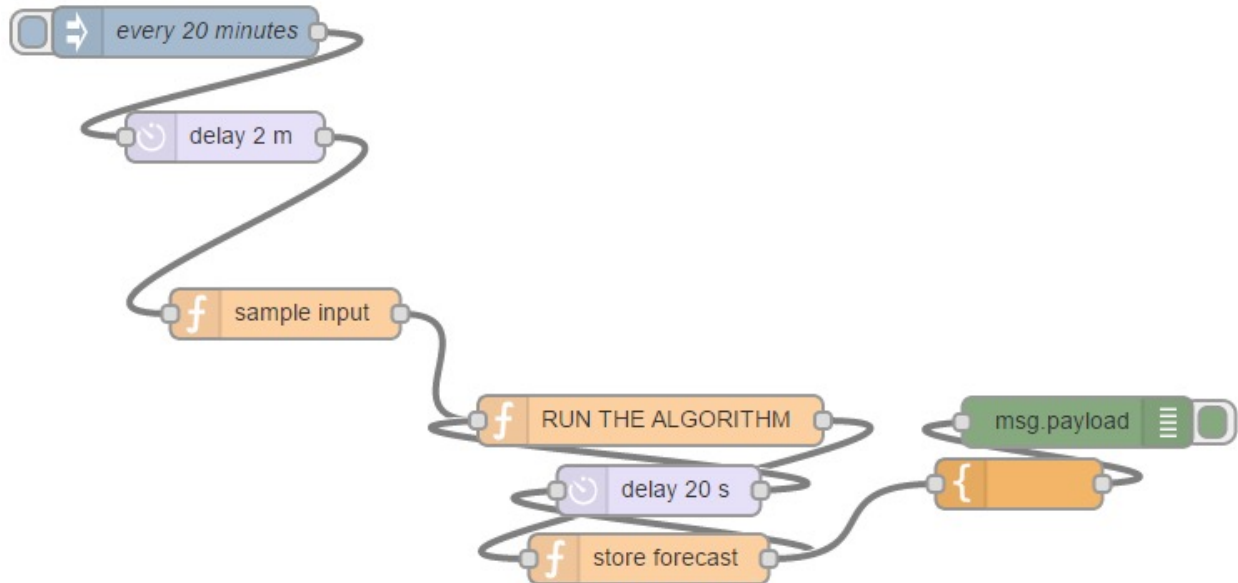 every 20 minutes
delay 2 m
sample input
RUN THE ALGORITHM
msg.payload
delay 20 s
{
store forecast